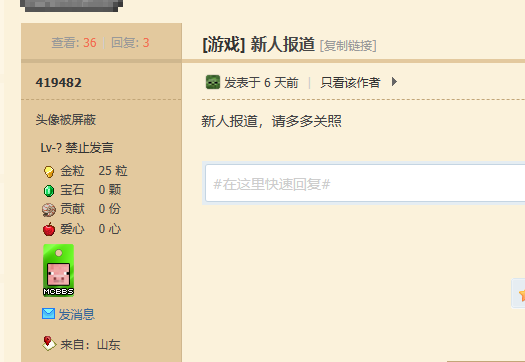 查看: 36 | 回复: 3
[游戏] 新人报道 [复制链接]
419482
发表于 6 天前 | 只看该作者
头像被屏蔽
新人报道，请多多关照
Lv-? 禁止发言
金粒 25 粒
宝石 0 颗
贡献 0 份
爱心 0 心
#在这里快速回复#
MCBBS
发消息
来自：山东